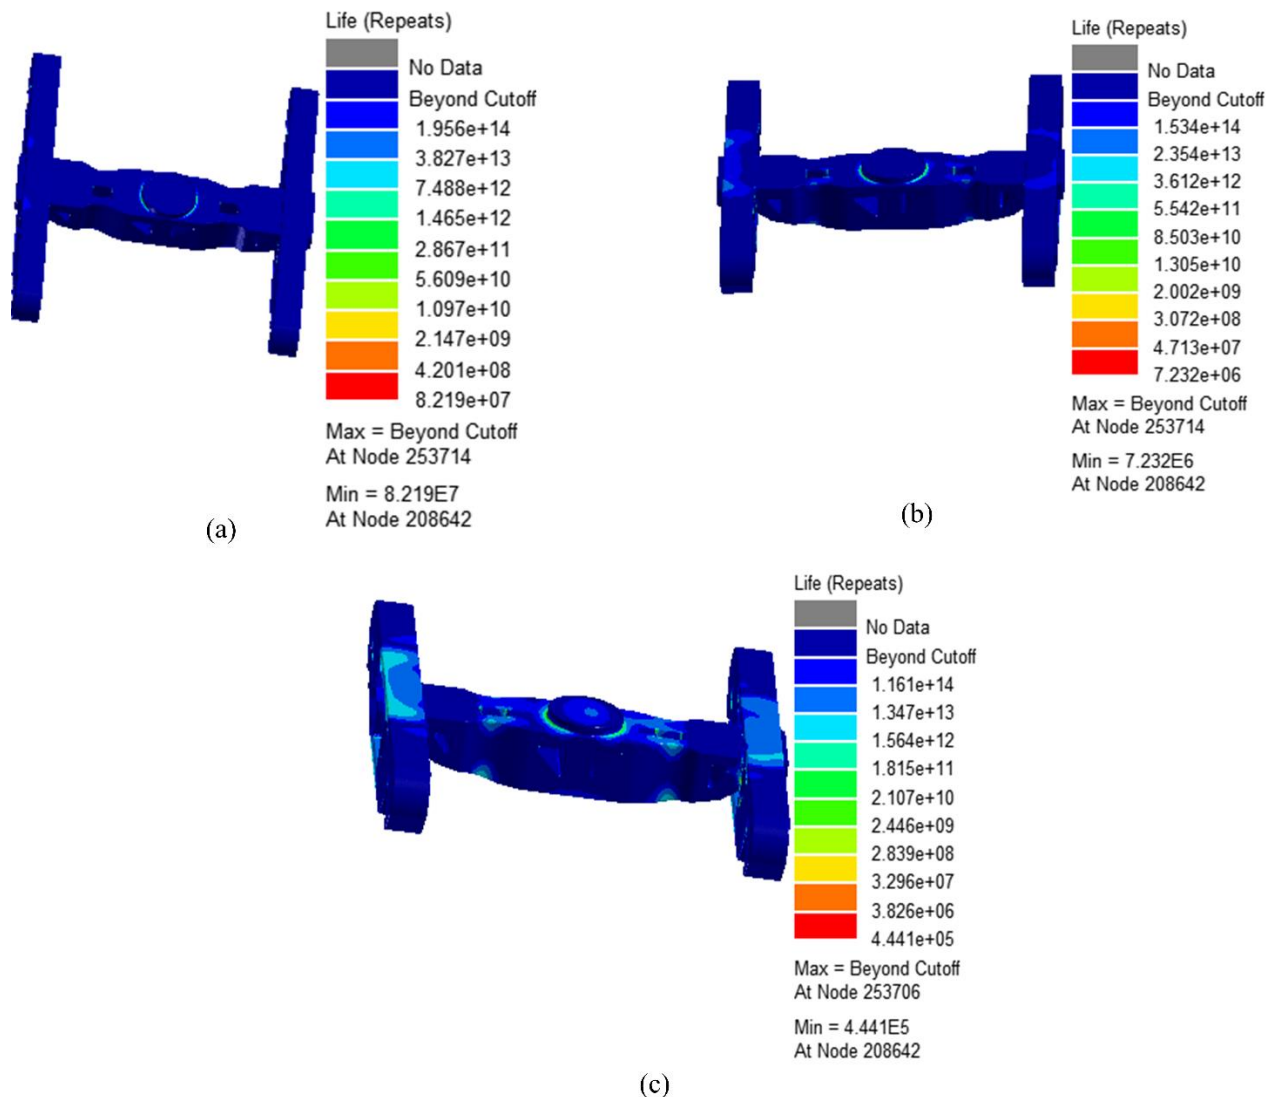 Life (Repeats)
No Data
Beyond Cutoff
1.956e+14
3.827e+13
7.488e+12
1.465e+12
2.867e+11
5.609e+10
1.097e+10
2.147e+09
4.201e+08
8.219e+07
Max = Beyond Cutoff
At Node 253714
Min = 8.219E7
At Node 208642
(a)
Life (Repeats)
No Data
Beyond Cutoff
1.534e+14
2.354e+13
3.612e+12
5.542e+11
8.503e+10
1.305e+10
2.002e+09
3.072e+08
4.713e+07
7.232e+06
Max = Beyond Cutoff
At Node 253714
Min = 7.232E6
At Node 208642
(b)
Life (Repeats)
No Data
Beyond Cutoff
1.161e+14
1.347e+13
1.564e+12
1.815e+11
2.107e+10
2.446e+09
2.839e+08
3.296e+07
3.826e+06
4.441e+05
Max = Beyond Cutoff
At Node 253706
Min = 4.441E5
At Node 208642
(c)